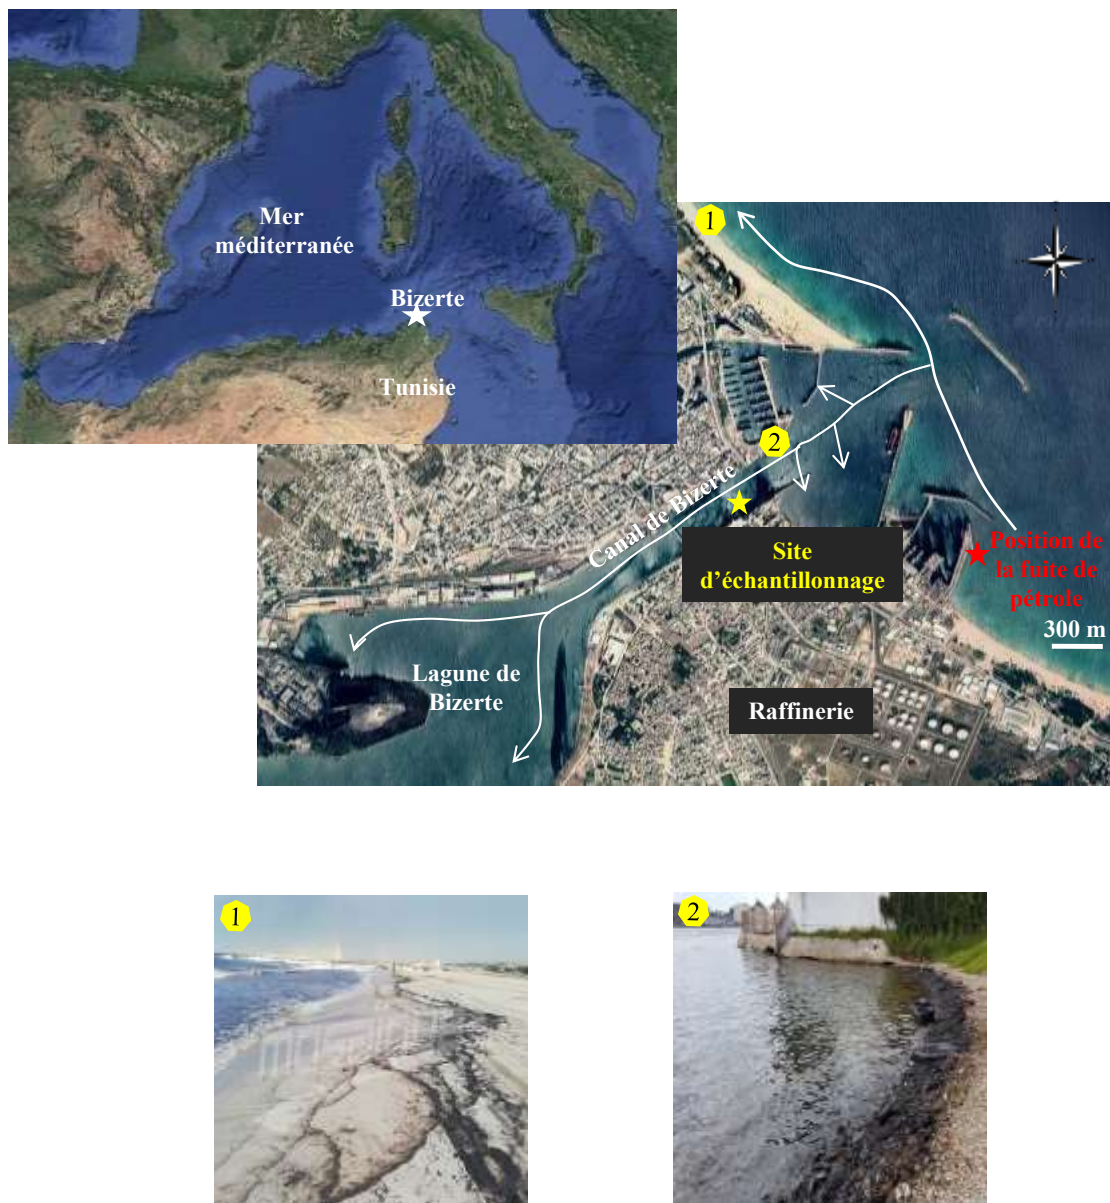 Mer
méditerranée
Bizerte
Tunisie
1
2
Canal de Bizerte
Site
d'échantillonnage
Position de
la fuite de
pétrole
300 m
Lagune de
Bizerte
Raffinerie
1
2